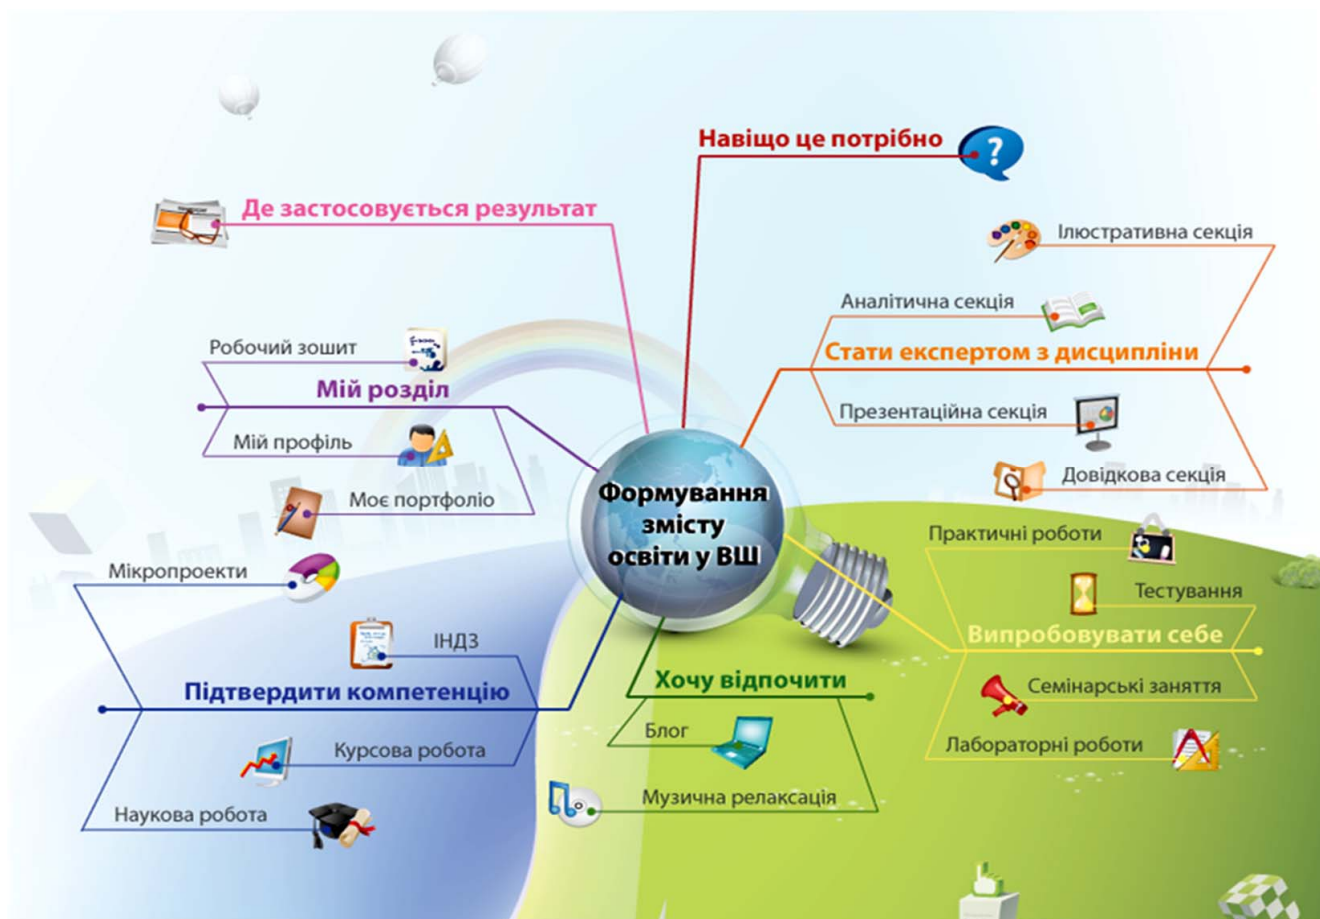 Навіщо це потрібно
?
Де застосовується результат
Ілюстративна секція
Аналітична секція
Стати експертом з дисципліни
Презентаційна секція
Довідкова секція
Робочий зошит
Мій розділ
Мій профіль
Моє портфоліо
Формування
змісту
освіти у ВШ
Практичні роботи
Тестування
Випробовувати себе
Семінарські заняття
Лабораторні роботи
Мікропроекти
ІНДЗ
Підтвердити компетенцію
Курсова робота
Наукова робота
Хочу відпочити
Блог
Музична релаксація